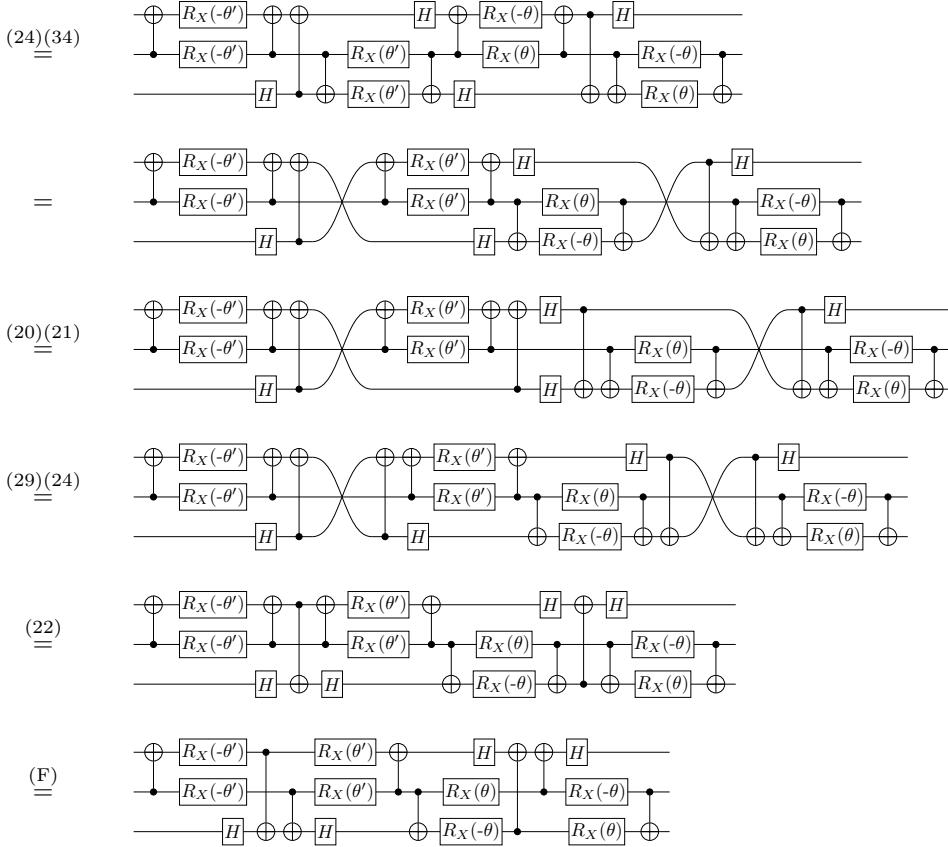 R_X(-θ′) H R_X(-θ)
(24)(34) = R_X(-θ′) R_X(θ′) R_X(θ) R_X(-θ)
H R_X(θ′) H R_X(θ)
R_X(-θ′) R_X(θ′) H H
= R_X(-θ′) R_X(θ′) R_X(θ) R_X(-θ)
H H R_X(-θ) R_X(θ)
R_X(-θ′) R_X(θ′) H H
(20)(21) = R_X(-θ′) R_X(θ′) R_X(θ) R_X(-θ)
H H R_X(-θ) R_X(θ)
R_X(-θ′) R_X(θ′) H H
(29)(24) = R_X(-θ′) R_X(θ′) R_X(θ) R_X(-θ)
H H R_X(-θ) R_X(θ)
R_X(-θ′) R_X(θ′) H H
(22) = R_X(-θ′) R_X(θ′) R_X(θ) R_X(-θ)
H H R_X(-θ) R_X(θ)
R_X(-θ′) R_X(θ′) H H
(F) = R_X(-θ′) R_X(θ′) R_X(θ) R_X(-θ)
H H R_X(-θ) R_X(θ)